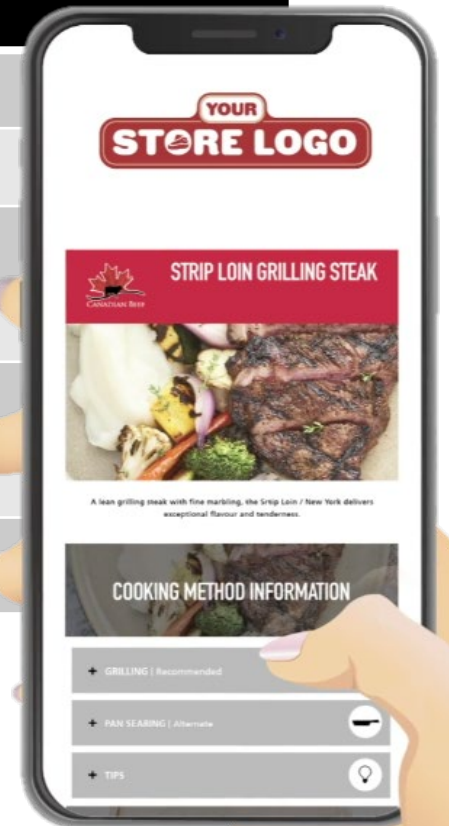 YOUR
STORE LOGO
STRIP LOIN GRILLING STEAK
CANADIAN BEEF
A lean grilling steak with fine marbling, the Srtip Loin / New York delivers
exceptional flavour and tenderness.
COOKING METHOD INFORMATION
+ GRILLING | Recommended
+ PAN SEARING | Alternate
+ TIPS